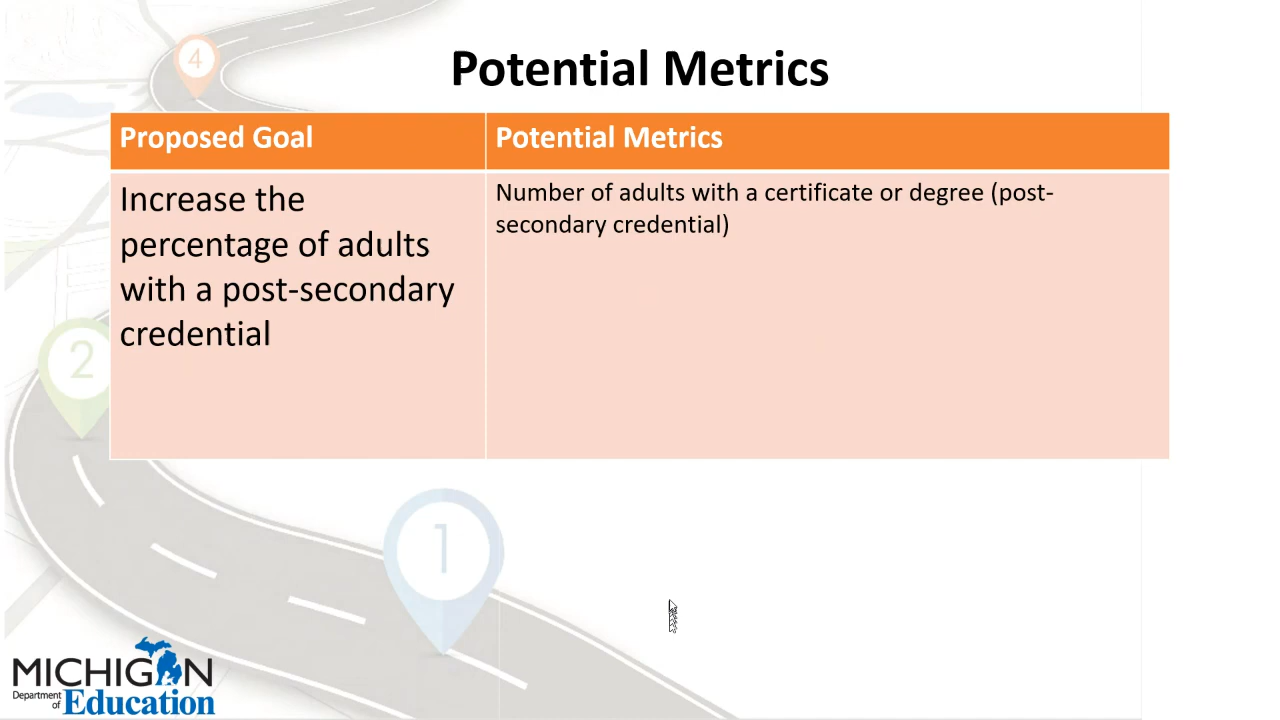 4
Potential Metrics
Proposed Goal
Potential Metrics
Increase the
percentage of adults
with a post-secondary
credential
Number of adults with a certificate or degree (post-
secondary credential)
2
1
MICHIGAN
Department
of Education